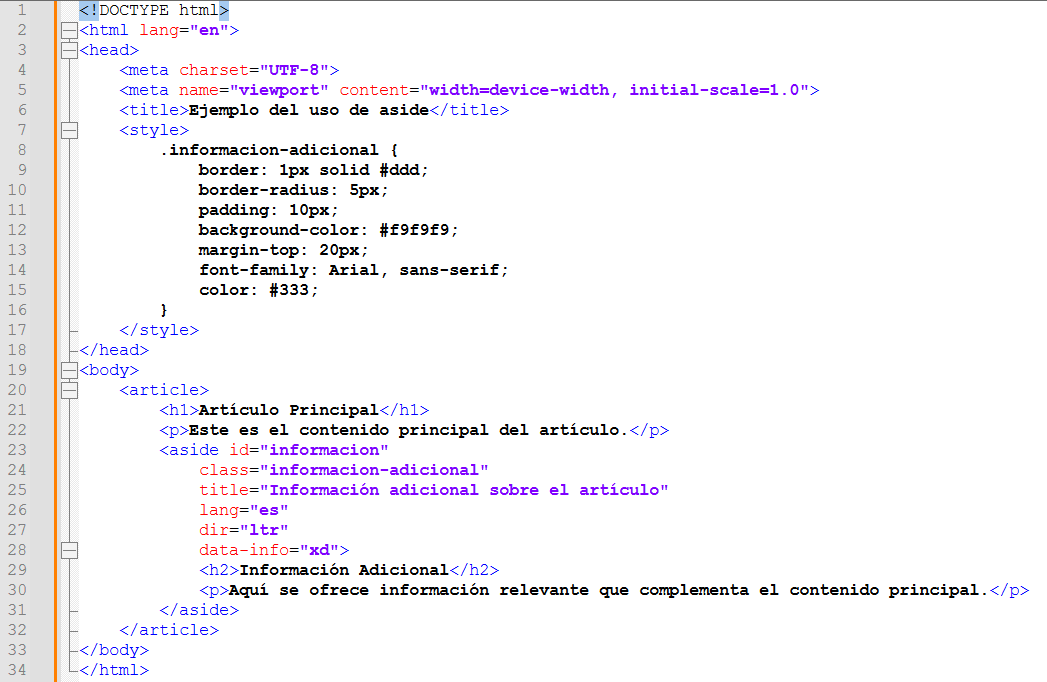 1 <!DOCTYPE html>
2 <html lang="en">
3 <head>
4     <meta charset="UTF-8">
5     <meta name="viewport" content="width=device-width, initial-scale=1.0">
6     <title>Ejemplo del uso de aside</title>
7     <style>
8         .informacion-adicional {
9             border: 1px solid #ddd;
10             border-radius: 5px;
11             padding: 10px;
12             background-color: #f9f9f9;
13             margin-top: 20px;
14             font-family: Arial, sans-serif;
15             color: #333;
16         }
17     </style>
18 </head>
19 <body>
20     <article>
21         <h1>Artículo Principal</h1>
22         <p>Este es el contenido principal del artículo.</p>
23         <aside id="informacion"
24             class="informacion-adicional"
25             title="Información adicional sobre el artículo"
26             lang="es"
27             dir="ltr"
28             data-info="xd">
29             <h2>Información Adicional</h2>
30             <p>Aquí se ofrece información relevante que complementa el contenido principal.</p>
31         </aside>
32     </article>
33 </body>
34 </html>